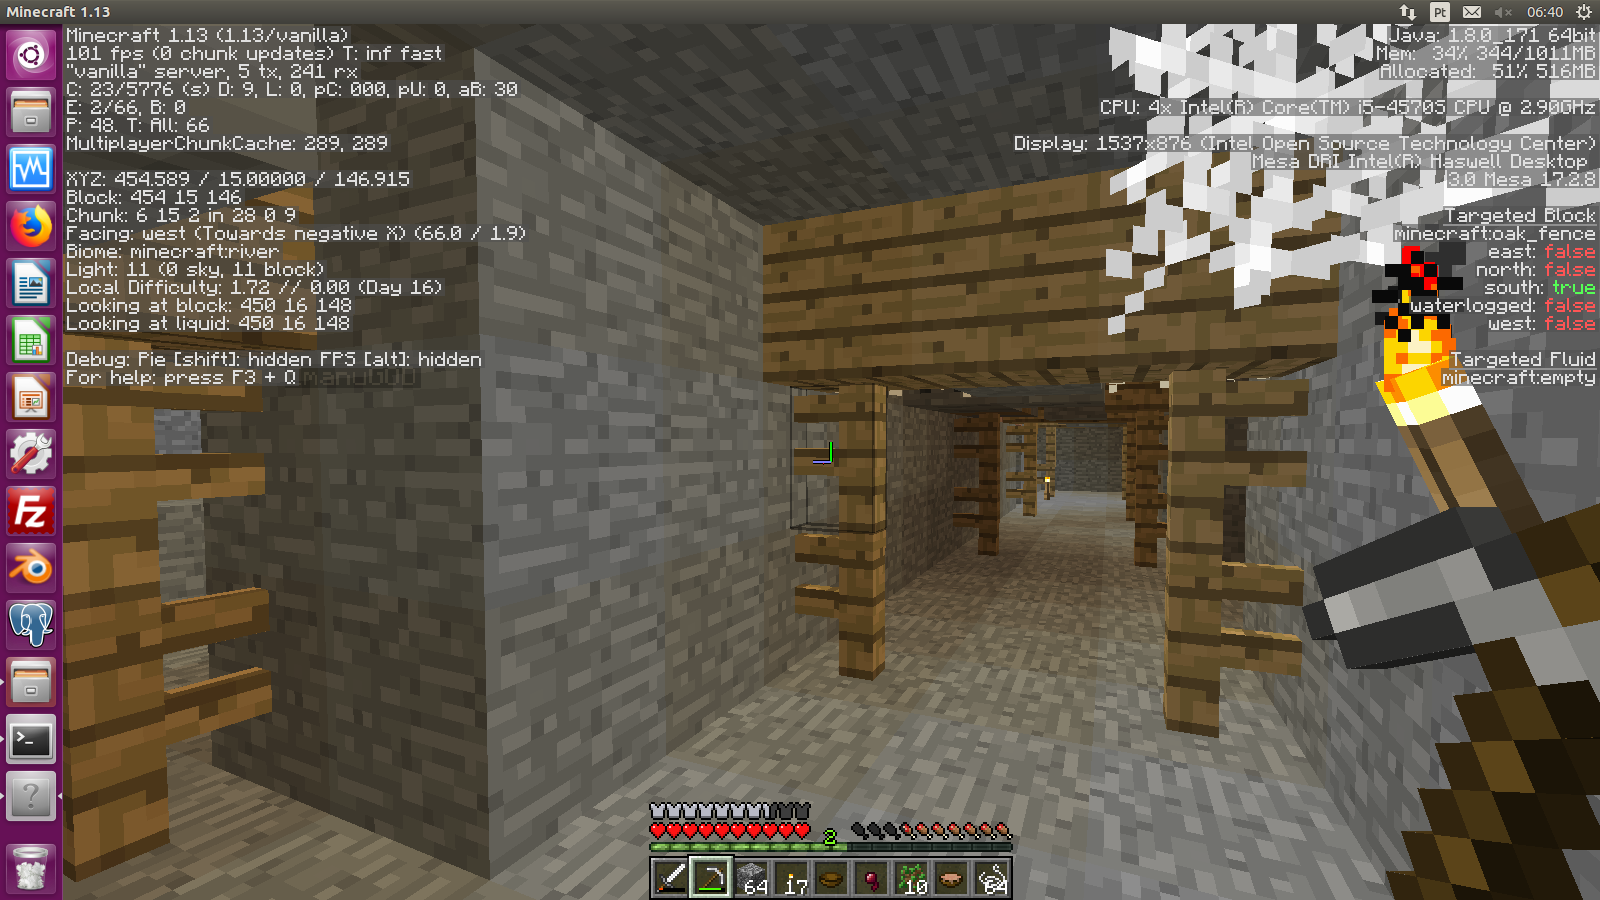 Minecraft 1.13
Pt
06:40
Minecraft 1.13 (1.13/vanilla)
101 fps (0 chunk updates) T: inf fast
"vanilla" server, 5 tx, 241 rx
C: 23/5776 (s) D: 9, L: 0, pC: 000, pU: 0, aB: 30
E: 2/66, B: 0
P: 48. T: All: 66
MultiplayerChunkCache: 289, 289
XYZ: 454.589 / 15.00000 / 146.915
Block: 454 15 146
Chunk: 6 15 2 in 28 0 9
Facing: west (Towards negative X) (66.0 / 1.9)
Biome: minecraft:river
Light: 11 (0 sky, 11 block)
Local Difficulty: 1.72 // 0.00 (Day 16)
Looking at block: 450 16 148
Looking at liquid: 450 16 148
Debug: Pie [shift]: hidden FPS [alt]: hidden
For help: press F3 + Q
Java: 1.8.0_171 64bit
Mem: 34% 344/1011MB
Allocated: 51% 516MB
CPU: 4x Intel(R) Core(TM) i5-4570S CPU @ 2.90GHz
Display: 1537x876 (Intel Open Source Technology Center)
Mesa DRI Intel(R) Haswell Desktop
3.0 Mesa 17.2.8
Targeted Block
minecraft:oak_fence
east: false
north: false
south: true
waterlogged: false
west: false
Targeted Fluid
minecraft:empty
Fz
>_
?
2
64
17
10
64